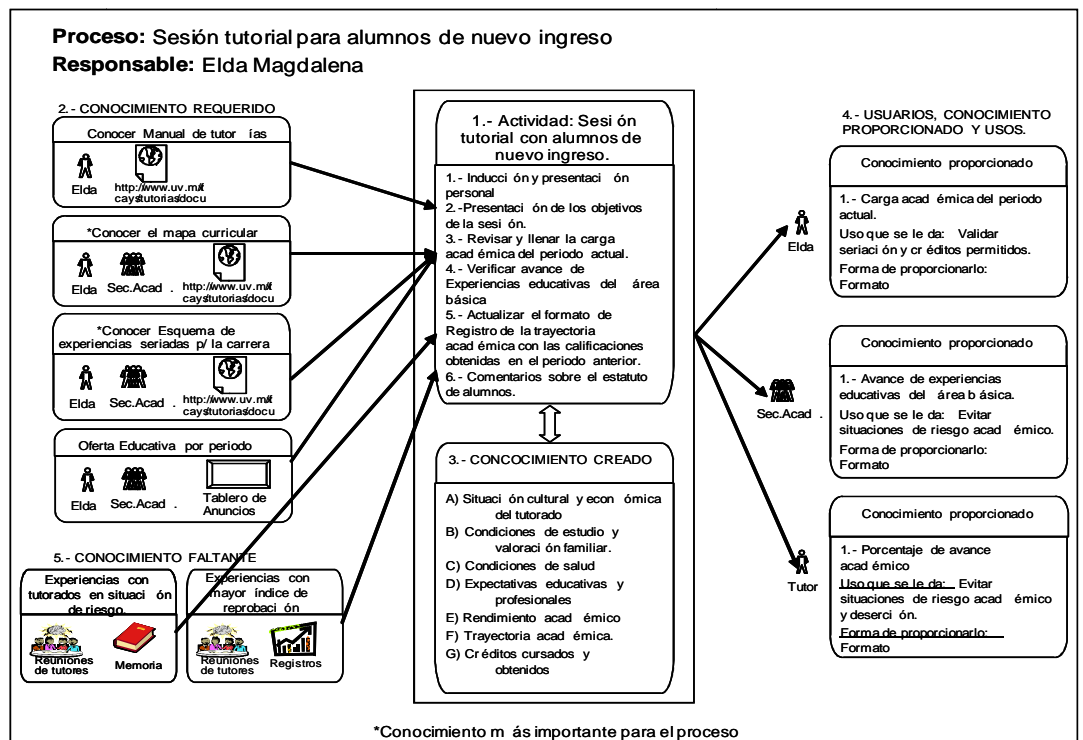 Proceso: Sesión tutorial para alumnos de nuevo ingreso
Responsable: Elda Magdalena
2.- CONOCIMIENTO REQUERIDO
Conocer Manual de tutor ías
Elda
http://www.uv.m/it
cays/tutorias/docu
*Conocer el mapa curricular
Elda
Sec.Acad .
http://www.uv.m/it
cays/tutorias/docu
*Conocer Esquema de
experiencias seriadas p/ la carrera
Elda
Sec.Acad .
http://www.uv.m/it
cays/tutorias/docu
Oferta Educativa por periodo
Elda
Sec.Acad .
Tablero de
Anuncios
5.- CONOCIMIENTO FALTANTE
Experiencias con
tutorados en situaci ón
de riesgo.
Reuniones
de tutores
Memoria
Experiencias con
mayor índice de
reprobaci ón
Reuniones
de tutores
Registros
1.- Actividad: Sesi ón
tutorial con alumnos de
nuevo ingreso.
1.- Inducci ón y presentaci ón
personal
2.-Presentaci ón de los objetivos
de la sesi ón.
3.- Revisar y llenar la carga
acad émica del periodo actual.
4.- Verificar avance de
Experiencias educativas del área
básica
5.- Actualizar el formato de
Registro de la trayectoria
acad émica con las calificaciones
obtenidas en el periodo anterior.
6.- Comentarios sobre el estatuto
de alumnos.
3.- CONCOCIMIENTO CREADO
A) Situaci ón cultural y econ ómica
del tutorado
B) Condiciones de estudio y
valoraci ón familiar.
C) Condiciones de salud
D) Expectativas educativas y
profesionales
E) Rendimiento acad émico
F) Trayectoria acad émica.
G) Cr éditos cursados y
obtenidos
4.- USUARIOS, CONOCIMIENTO
PROPORCIONADO Y USOS.
Elda
Conocimiento proporcionado
1.- Carga acad émica del periodo
actual.
Uso que se le da: Validar
seriaci ón y cr éditos permitidos.
Forma de proporcionarlo:
Formato
Sec.Acad .
Conocimiento proporcionado
1.- Avance de experiencias
educativas del área b ásica.
Uso que se le da: Evitar
situaciones de riesgo acad émico.
Forma de proporcionarlo:
Formato
Tutor
Conocimiento proporcionado
1.- Porcentaje de avance
acad émico
Uso que se le da: Evitar
situaciones de riesgo acad émico
y deserci ón.
Forma de proporcionarlo:
Formato
*Conocimiento m ás importante para el proceso